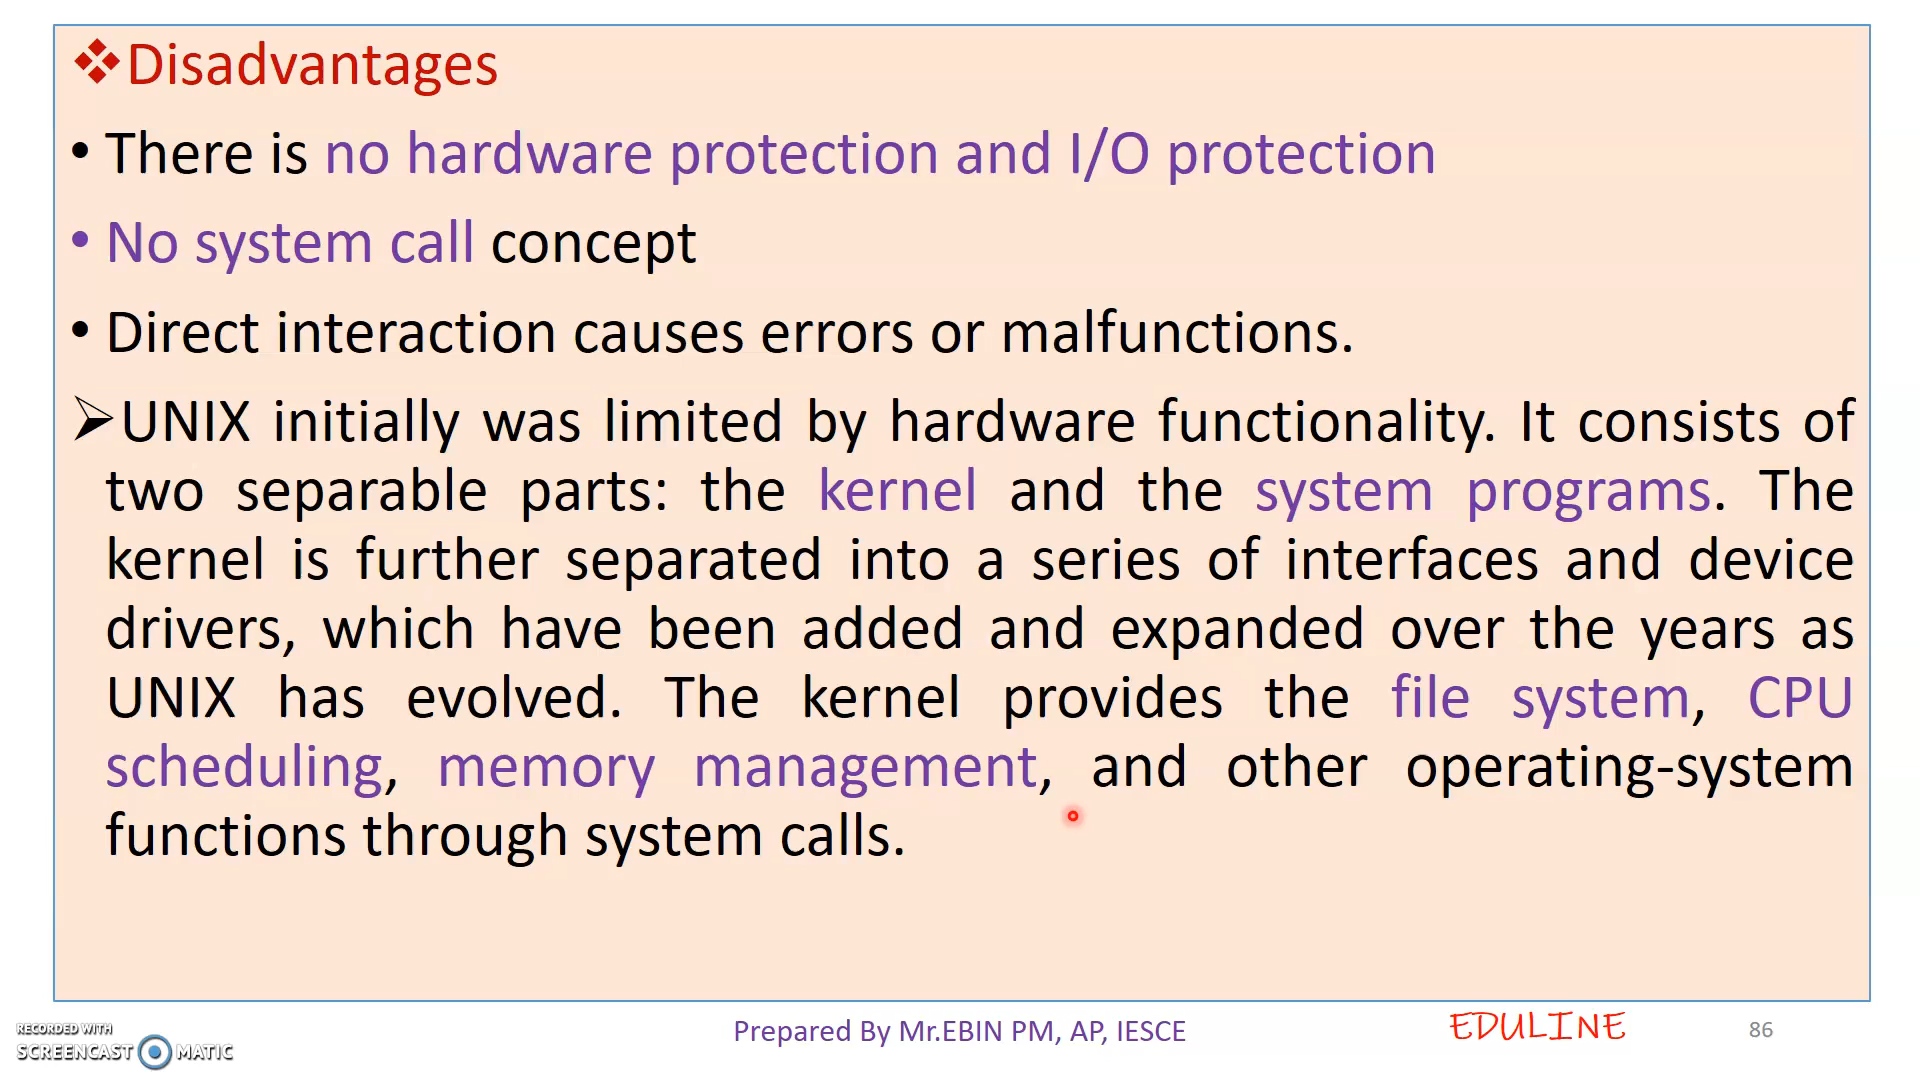 ❖Disadvantages
• There is no hardware protection and I/O protection
• No system call concept
• Direct interaction causes errors or malfunctions.
➢UNIX initially was limited by hardware functionality. It consists of
two separable parts: the kernel and the system programs. The
kernel is further separated into a series of interfaces and device
drivers, which have been added and expanded over the years as
UNIX has evolved. The kernel provides the file system, CPU
scheduling, memory management, and other operating-system
functions through system calls.
Prepared By Mr.EBIN PM, AP, IESCE
EDULINE
86
RECORDED WITH
SCREENCAST MATIC